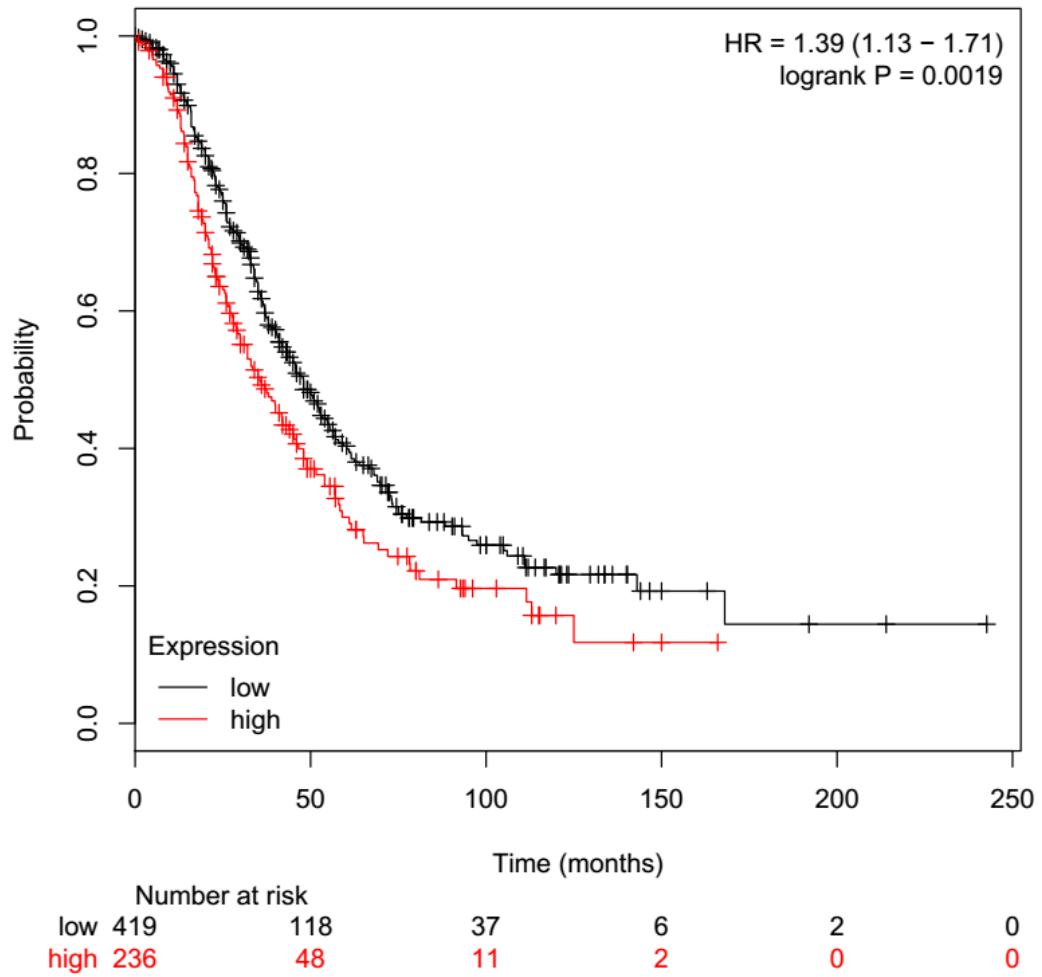 HR = 1.39 (1.13 − 1.71)
logrank P = 0.0019
1.0
0.8
0.6
0.4
0.2
0.0
Probability
Expression
low
high
0 50 100 150 200 250
Time (months)
Number at risk
low 419 118 37 6 2 0
high 236 48 11 2 0 0